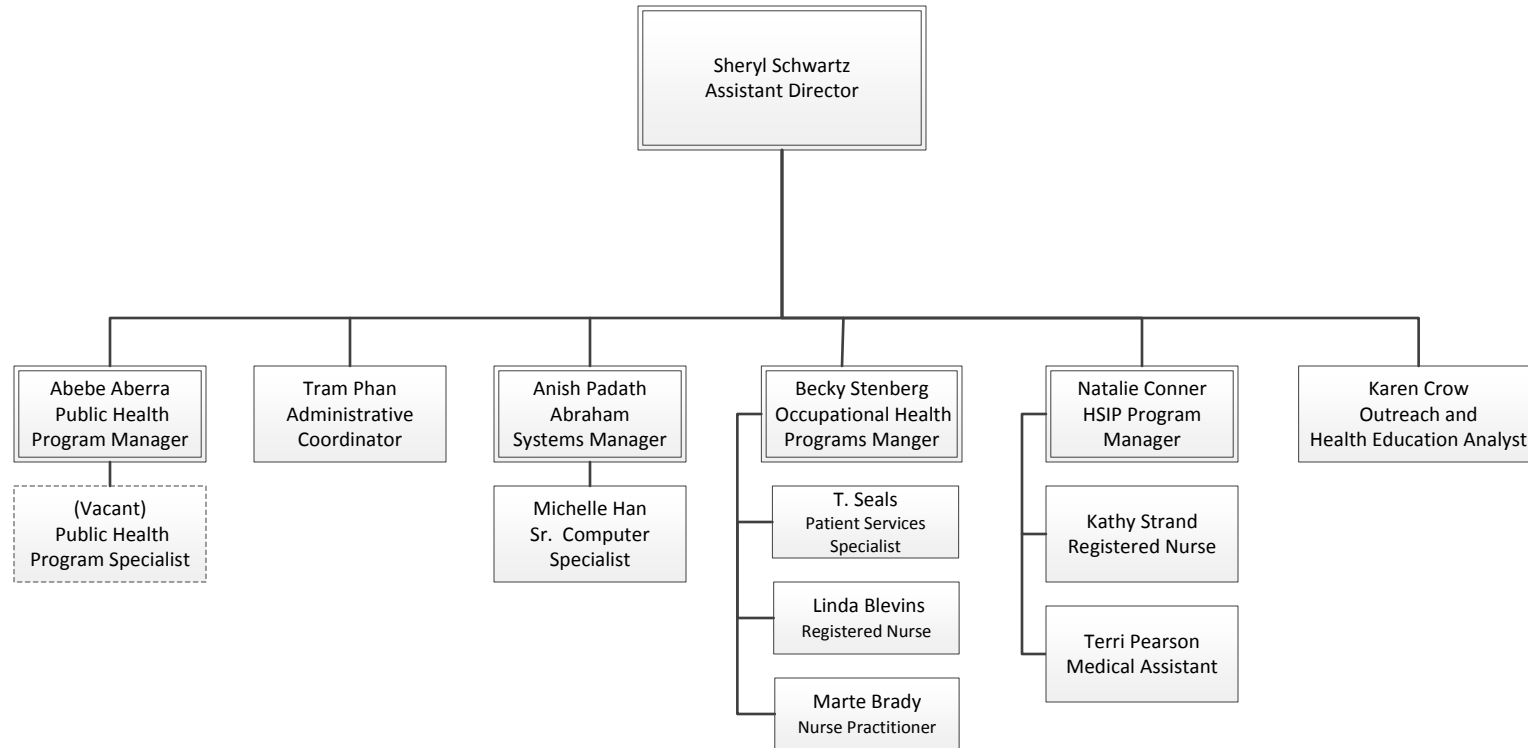 Sheryl Schwartz
Assistant Director
Abebe Aberra
Public Health
Program Manager
Tram Phan
Administrative
Coordinator
Anish Padath
Abraham
Systems Manager
Becky Stenberg
Occupational Health
Programs Manger
Natalie Conner
HSIP Program
Manager
Karen Crow
Outreach and
Health Education Analyst
(Vacant)
Public Health
Program Specialist
Michelle Han
Sr. Computer
Specialist
T. Seals
Patient Services
Specialist
Linda Blevins
Registered Nurse
Marte Brady
Nurse Practitioner
Kathy Strand
Registered Nurse
Terri Pearson
Medical Assistant